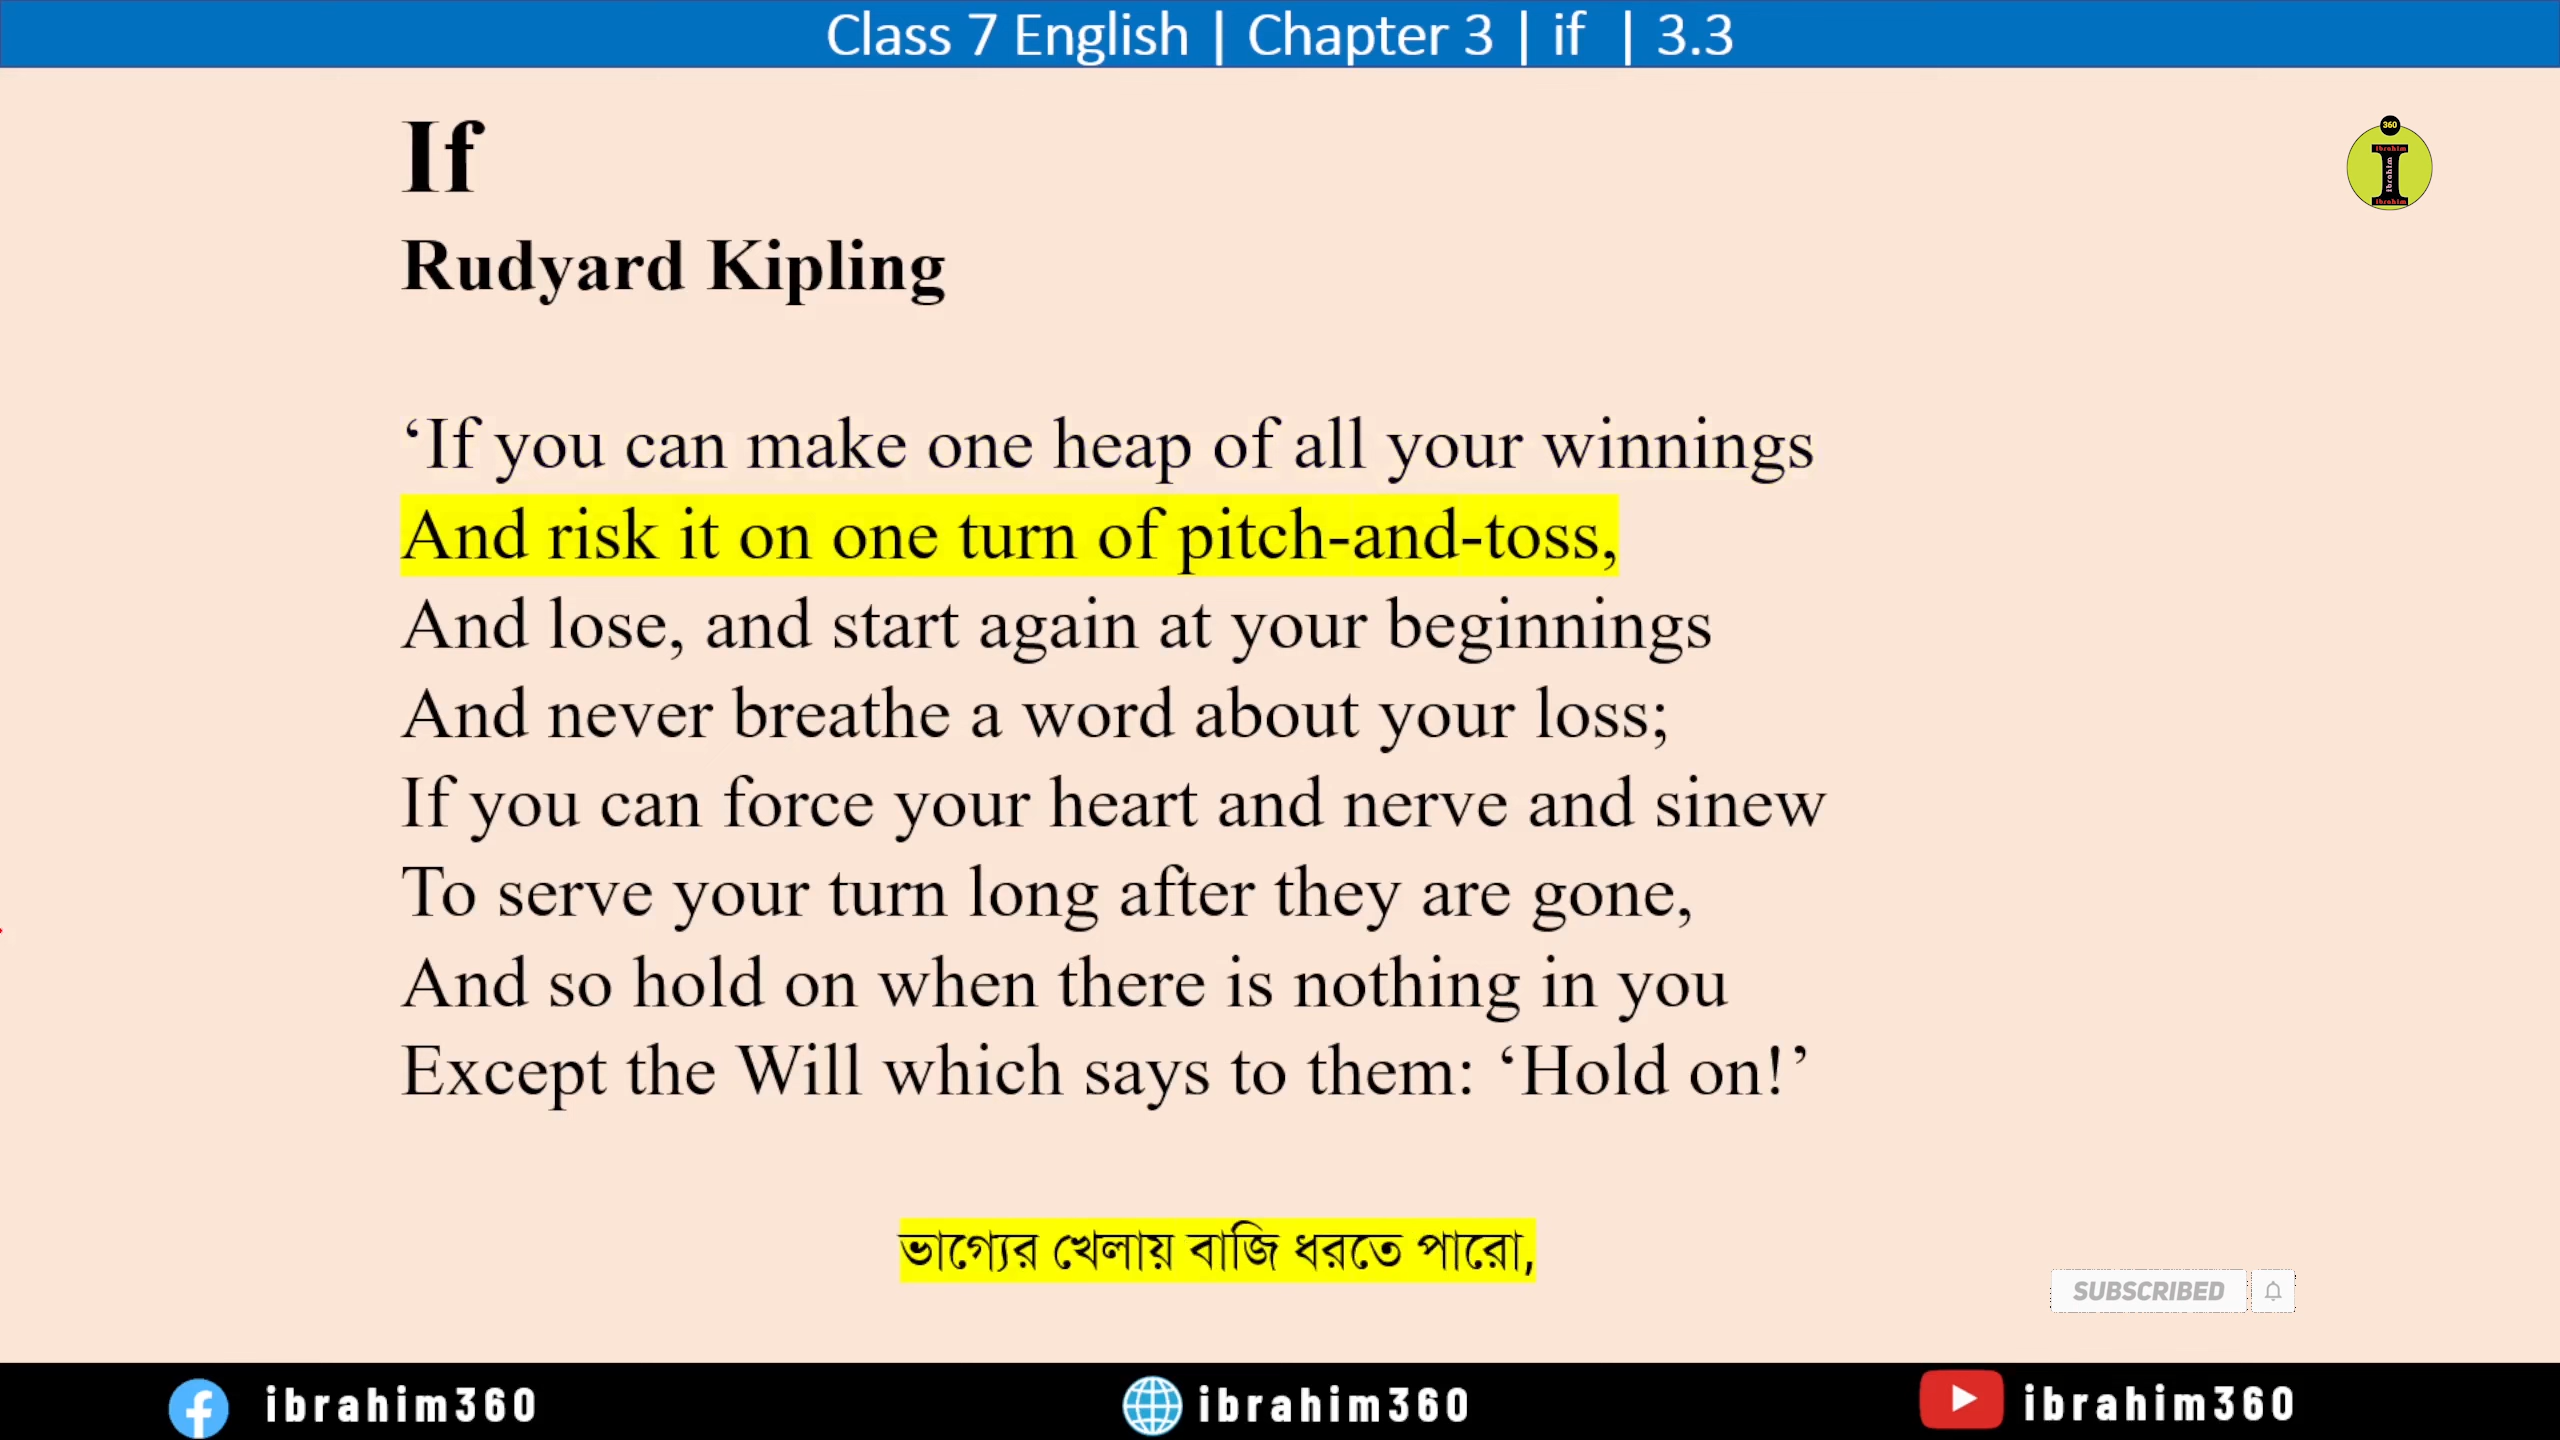 Class 7 English | Chapter 3 | if | 3.3
360
ibrahim
ibrahim
ibrahim
If
Rudyard Kipling
‘If you can make one heap of all your winnings
And risk it on one turn of pitch-and-toss,
And lose, and start again at your beginnings
And never breathe a word about your loss;
If you can force your heart and nerve and sinew
To serve your turn long after they are gone,
And so hold on when there is nothing in you
Except the Will which says to them: ‘Hold on!’
ভাগ্যের খেলায় বাজি ধরতে পারো,
SUBSCRIBED
ibrahim360
ibrahim360
ibrahim360